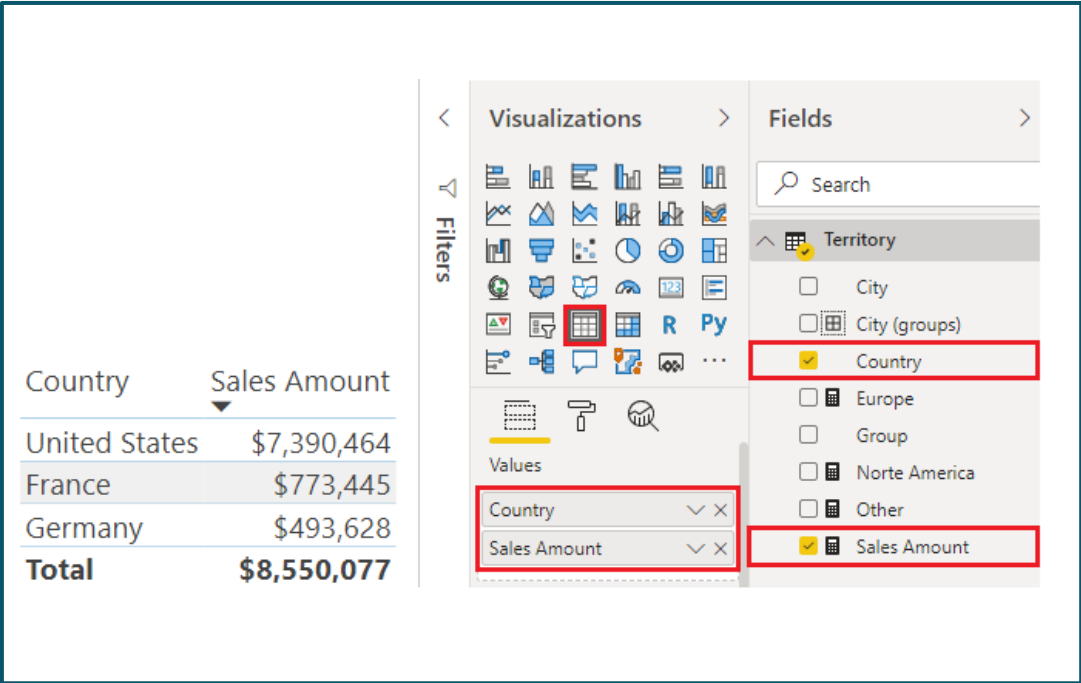 Visualizations
Fields
Search
Filters
Territory
City
City (groups)
Country
Europe
Group
Norte America
Other
Sales Amount
123
R Py
Values
Country
Sales Amount
Country Sales Amount
United States $7,390,464
France $773,445
Germany $493,628
Total $8,550,077